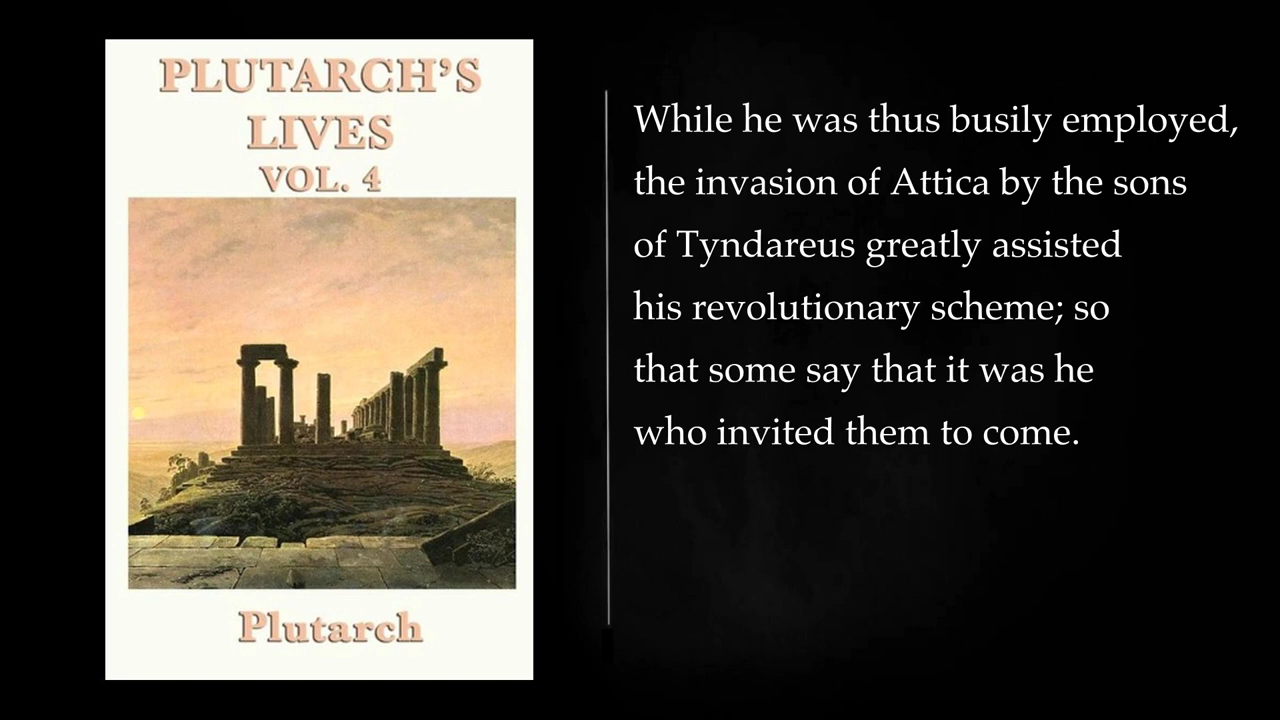 PLUTARCH'S
LIVES
VOL. 4
Plutarch
While he was thus busily employed,
the invasion of Attica by the sons
of Tyndareus greatly assisted
his revolutionary scheme; so
that some say that it was he
who invited them to come.